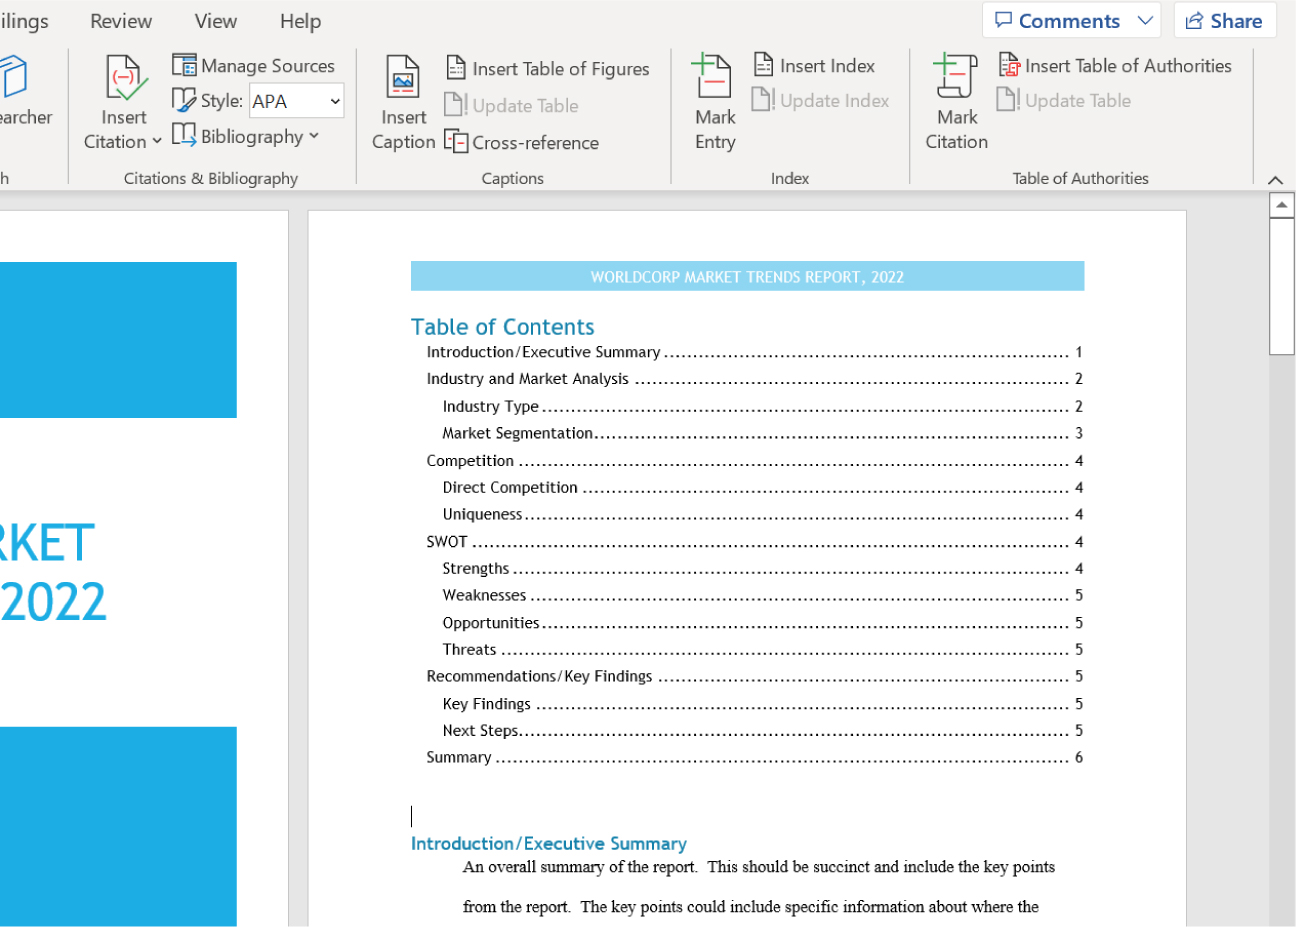 ilings Review View Help Comments Share
earcher
Insert
Citation
Manage Sources
Style: APA
Bibliography
Insert
Caption
Insert Table of Figures
Update Table
Cross-reference
Mark
Entry
Insert Index
Update Index
Mark
Citation
Insert Table of Authorities
Update Table
h Citations & Bibliography Captions Index Table of Authorities
RKET
2022
WORLDCORP MARKET TRENDS REPORT, 2022
Table of Contents
Introduction/Executive Summary ........ 1
Industry and Market Analysis ........ 2
Industry Type ........ 2
Market Segmentation ........ 3
Competition ........ 4
Direct Competition ........ 4
Uniqueness ........ 4
SWOT ........ 4
Strengths ........ 4
Weaknesses ........ 5
Opportunities ........ 5
Threats ........ 5
Recommendations/Key Findings ........ 5
Key Findings ........ 5
Next Steps ........ 5
Summary ........ 6
Introduction/Executive Summary
An overall summary of the report. This should be succinct and include the key points
from the report. The key points could include specific information about where the